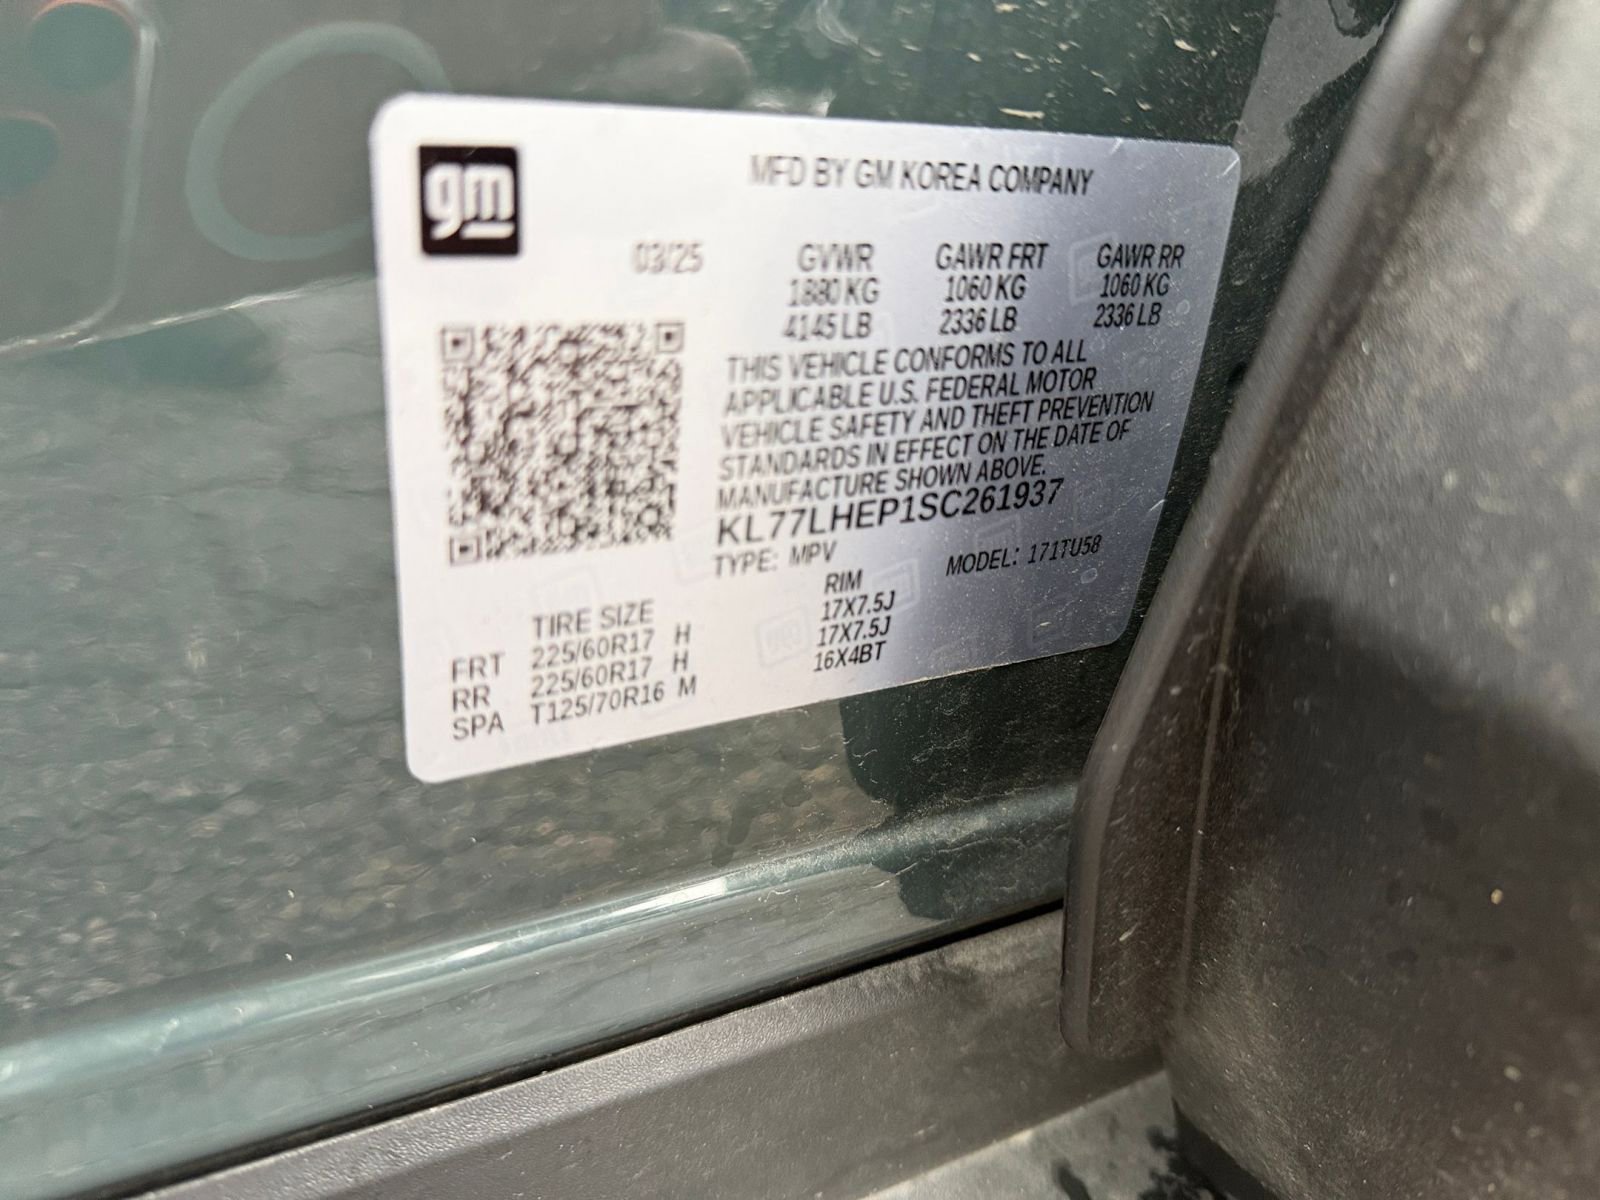 gm
MFD BY GM KOREA COMPANY
03/25
GVWR GAWR FRT GAWR RR
1880 KG 1060 KG 1060 KG
4145 LB 2336 LB 2336 LB
THIS VEHICLE CONFORMS TO ALL
APPLICABLE U.S. FEDERAL MOTOR
VEHICLE SAFETY AND THEFT PREVENTION
STANDARDS IN EFFECT ON THE DATE OF
MANUFACTURE SHOWN ABOVE.
KL77LHEP1SC261937
TYPE: MPV MODEL: 171TU58
TIRE SIZE RIM
FRT 225/60R17 H 17X7.5J
RR 225/60R17 H 17X7.5J
SPA T125/70R16 M 16X4BT